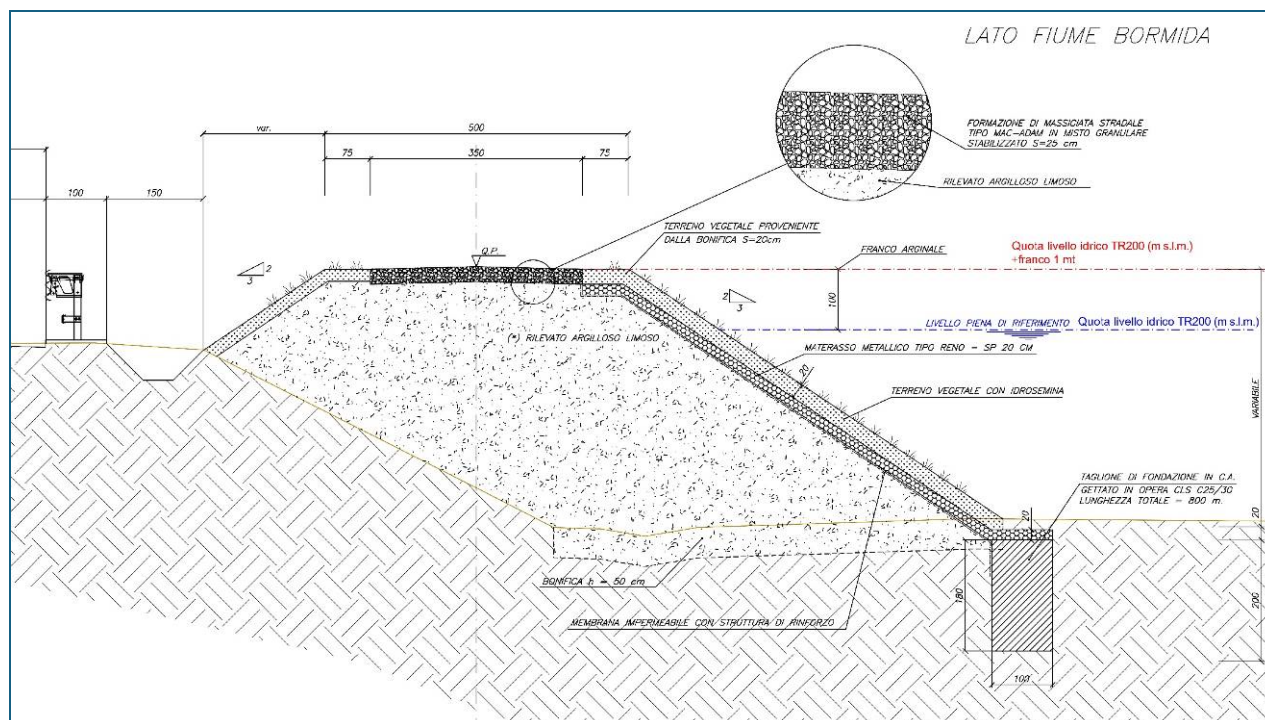 LATO FIUME BORMIDA
FORMAZIONE DI MASSICIATA STRADALE
TIPO MAC-ADAM IN MISTO GRANULARE
STABILIZZATO S=25 cm
RILEVATO ARGILLOSO LIMOSO
var.
500
75
350
75
100
150
TERRENO VEGETALE PROVENIENTE
DALLA BONIFICA S=20cm
Q.P.
FRANCO ARGINALE
Quota livello idrico TR200 (m s.l.m.)
+franco 1 mt
2
3
2
3
100
LIVELLO PIENA DI RIFERIMENTO
Quota livello idrico TR200 (m s.l.m.)
(*) RILEVATO ARGILLOSO LIMOSO
MATERASSO METALLICO TIPO RENO - SP 20 CM
20
TERRENO VEGETALE CON IDROSEMINA
VARIABILE
TAGLIONE DI FONDAZIONE IN C.A.
GETTATO IN OPERA CLS C25/30
LUNGHEZZA TOTALE = 800 m.
20
20
BONIFICA h = 50 cm
180
200
MEMBRANA IMPERMEABILE CON STRUTTURA DI RINFORZO
100